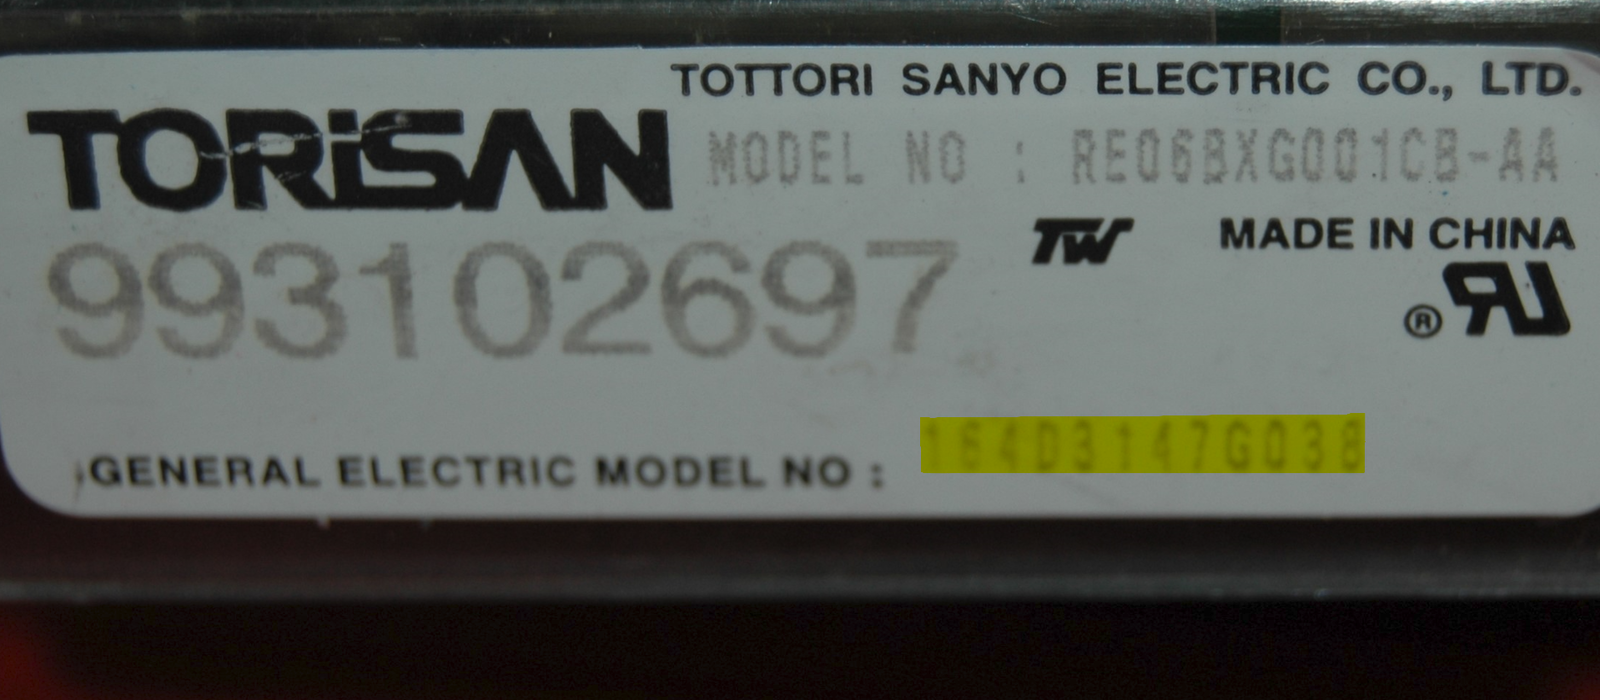 TOTTORI SANYO ELECTRIC CO., LTD.
TORiSAN
MODEL NO : RE06BXG001CB-AA
TW MADE IN CHINA
993102697
® RU
GENERAL ELECTRIC MODEL NO : 164D3147G038